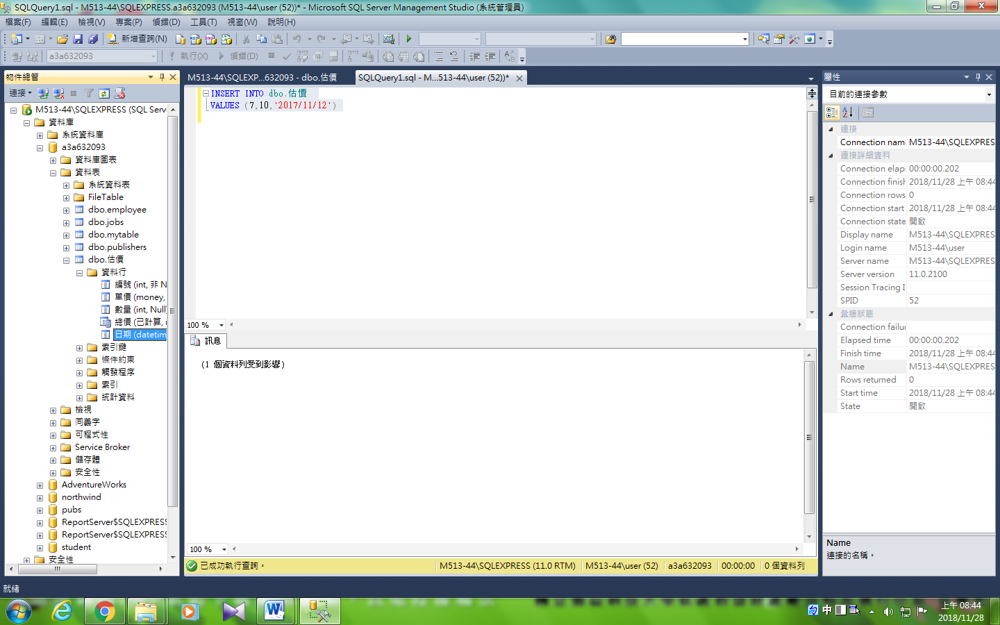 SQLQuery1.sql - M513-44\SQLEXPRESS.a3a632093 (M513-44\user (52))* - Microsoft SQL Server Management Studio (系統管理員)
檔案(F) 編輯(E) 檢視(V) 專案(P) 偵錯(D) 工具(T) 視窗(W) 說明(H)
新增查詢(N)
a3a632093 執行(X) 偵錯(D)
物件總管
連接
M513-44\SQLEXPRESS (SQL Serv
資料庫
系統資料庫
a3a632093
資料庫圖表
資料表
系統資料表
FileTable
dbo.employee
dbo.jobs
dbo.mytable
dbo.publishers
dbo.估價
資料行
編號 (int, 非 N
單價 (money,
數量 (int, Null)
總價 (已計算,
日期 (datetim
索引鍵
條件約束
觸發程序
索引
統計資料
檢視
同義字
可程式性
Service Broker
儲存體
安全性
AdventureWorks
northwind
pubs
ReportServer$SQLEXPRESS
ReportServer$SQLEXPRESS
student
安全性
M513-44\SQLEXP...632093 - dbo.估價 SQLQuery1.sql - M...513-44\user (52))*
INSERT INTO dbo.估價
VALUES (7,10,'2017/11/12')
100 %
訊息
(1 個資料列受到影響)
100 %
已成功執行查詢。 M513-44\SQLEXPRESS (11.0 RTM) M513-44\user (52) a3a632093 00:00:00 0 個資料列
屬性
目前的連接參數
連接
Connection nam M513-44\SQLEXPRES
連接詳細資料
Connection elap 00:00:00.202
Connection finish 2018/11/28 上午 08:44
Connection rows 0
Connection start 2018/11/28 上午 08:44
Connection state 開啟
Display name M513-44\SQLEXPRES
Login name M513-44\user
Server name M513-44\SQLEXPRES
Server version 11.0.2100
Session Tracing I
SPID 52
彙總狀態
Connection failur
Elapsed time 00:00:00.202
Finish time 2018/11/28 上午 08:44
Name M513-44\SQLEXPRES
Rows returned 0
Start time 2018/11/28 上午 08:44
State 開啟
Name
連接的名稱。
就緒
中
上午 08:44
2018/11/28